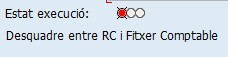 Estat execució:
Desquadre entre RC i Fitxer Comptable